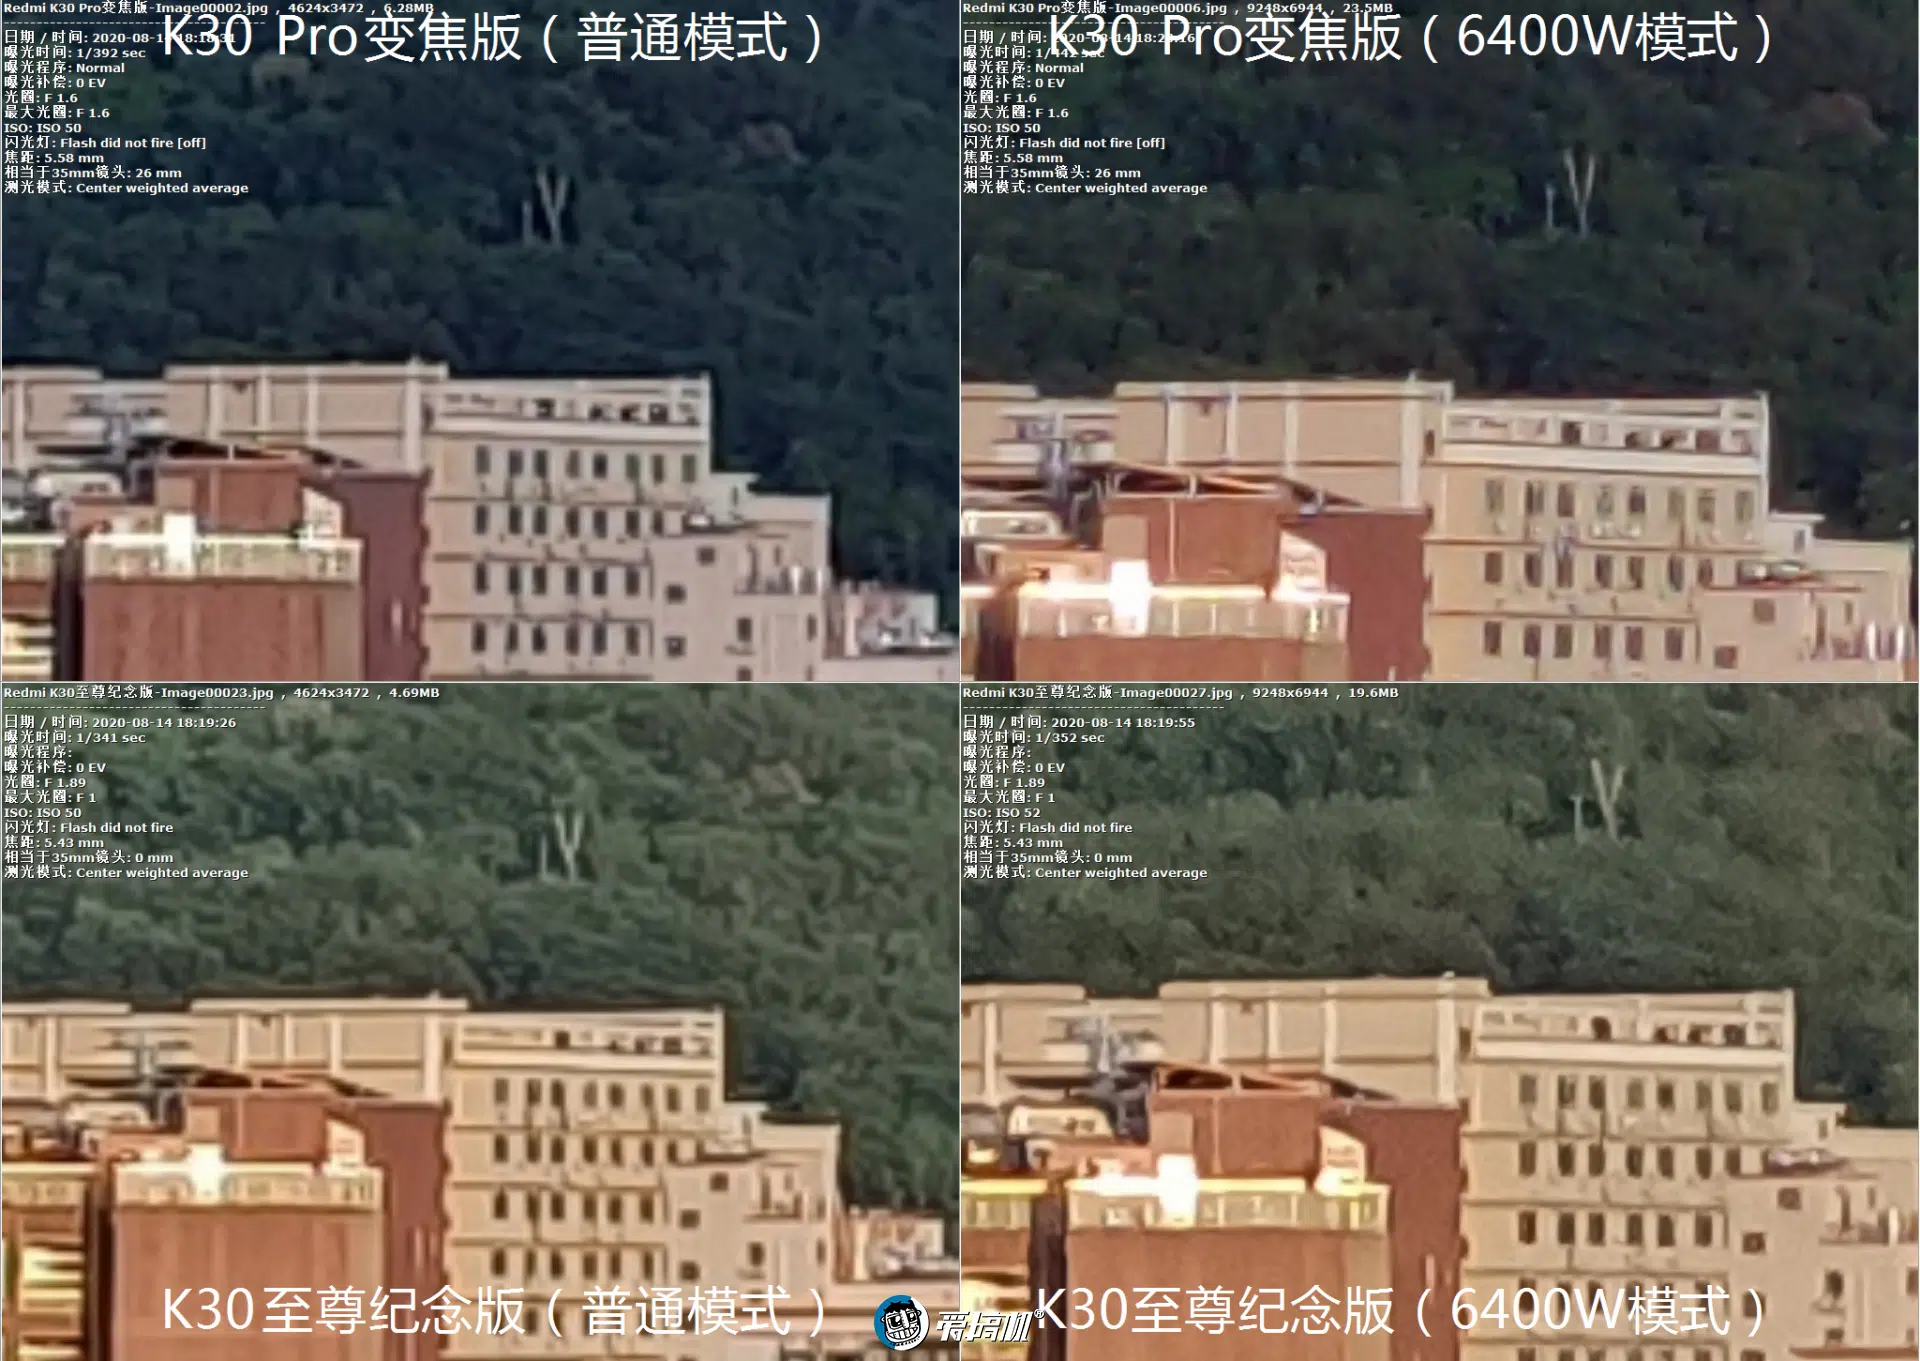 Redmi K30 Pro变焦版-Image00002.jpg , 4624x3472 , 6.28MB
K30 Pro变焦版（普通模式）
日期 / 时间: 2020-08-14 18:18:31
曝光时间: 1/392 sec
曝光程序: Normal
曝光补偿: 0 EV
光圈: F 1.6
最大光圈: F 1.6
ISO: ISO 50
闪光灯: Flash did not fire [off]
焦距: 5.58 mm
相当于35mm镜头: 26 mm
测光模式: Center weighted average
Redmi K30 Pro变焦版-Image00006.jpg , 9248x6944 , 23.5MB
K30 Pro变焦版（6400W模式）
日期 / 时间: 2020-08-14 18:20:16
曝光时间: 1/442 sec
曝光程序: Normal
曝光补偿: 0 EV
光圈: F 1.6
最大光圈: F 1.6
ISO: ISO 50
闪光灯: Flash did not fire [off]
焦距: 5.58 mm
相当于35mm镜头: 26 mm
测光模式: Center weighted average
Redmi K30至尊纪念版-Image00023.jpg , 4624x3472 , 4.69MB
日期 / 时间: 2020-08-14 18:19:26
曝光时间: 1/341 sec
曝光程序:
曝光补偿: 0 EV
光圈: F 1.89
最大光圈: F 1
ISO: ISO 50
闪光灯: Flash did not fire
焦距: 5.43 mm
相当于35mm镜头: 0 mm
测光模式: Center weighted average
K30至尊纪念版（普通模式）
Redmi K30至尊纪念版-Image00027.jpg , 9248x6944 , 19.6MB
日期 / 时间: 2020-08-14 18:19:55
曝光时间: 1/352 sec
曝光程序:
曝光补偿: 0 EV
光圈: F 1.89
最大光圈: F 1
ISO: ISO 52
闪光灯: Flash did not fire
焦距: 5.43 mm
相当于35mm镜头: 0 mm
测光模式: Center weighted average
K30至尊纪念版（6400W模式）
爱搞机®